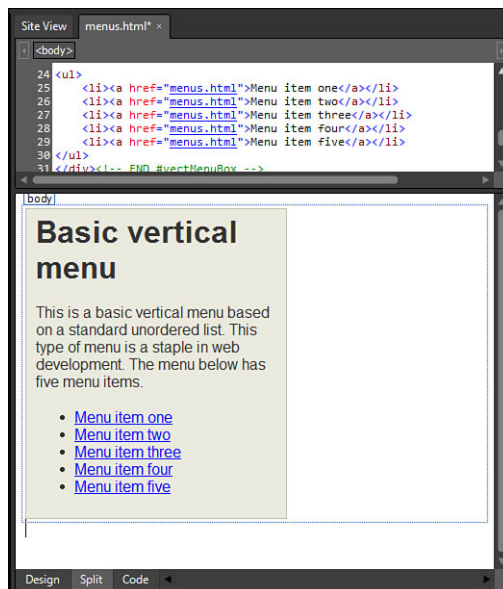 Site View menus.html* ×
<body>
24 <ul>
25 <li><a href="menus.html">Menu item one</a></li>
26 <li><a href="menus.html">Menu item two</a></li>
27 <li><a href="menus.html">Menu item three</a></li>
28 <li><a href="menus.html">Menu item four</a></li>
29 <li><a href="menus.html">Menu item five</a></li>
30 </ul>
31 </div><!-- END #vertMenuBox -->
body
Basic vertical
menu
This is a basic vertical menu based
on a standard unordered list. This
type of menu is a staple in web
development. The menu below has
five menu items.
• Menu item one
• Menu item two
• Menu item three
• Menu item four
• Menu item five
Design Split Code